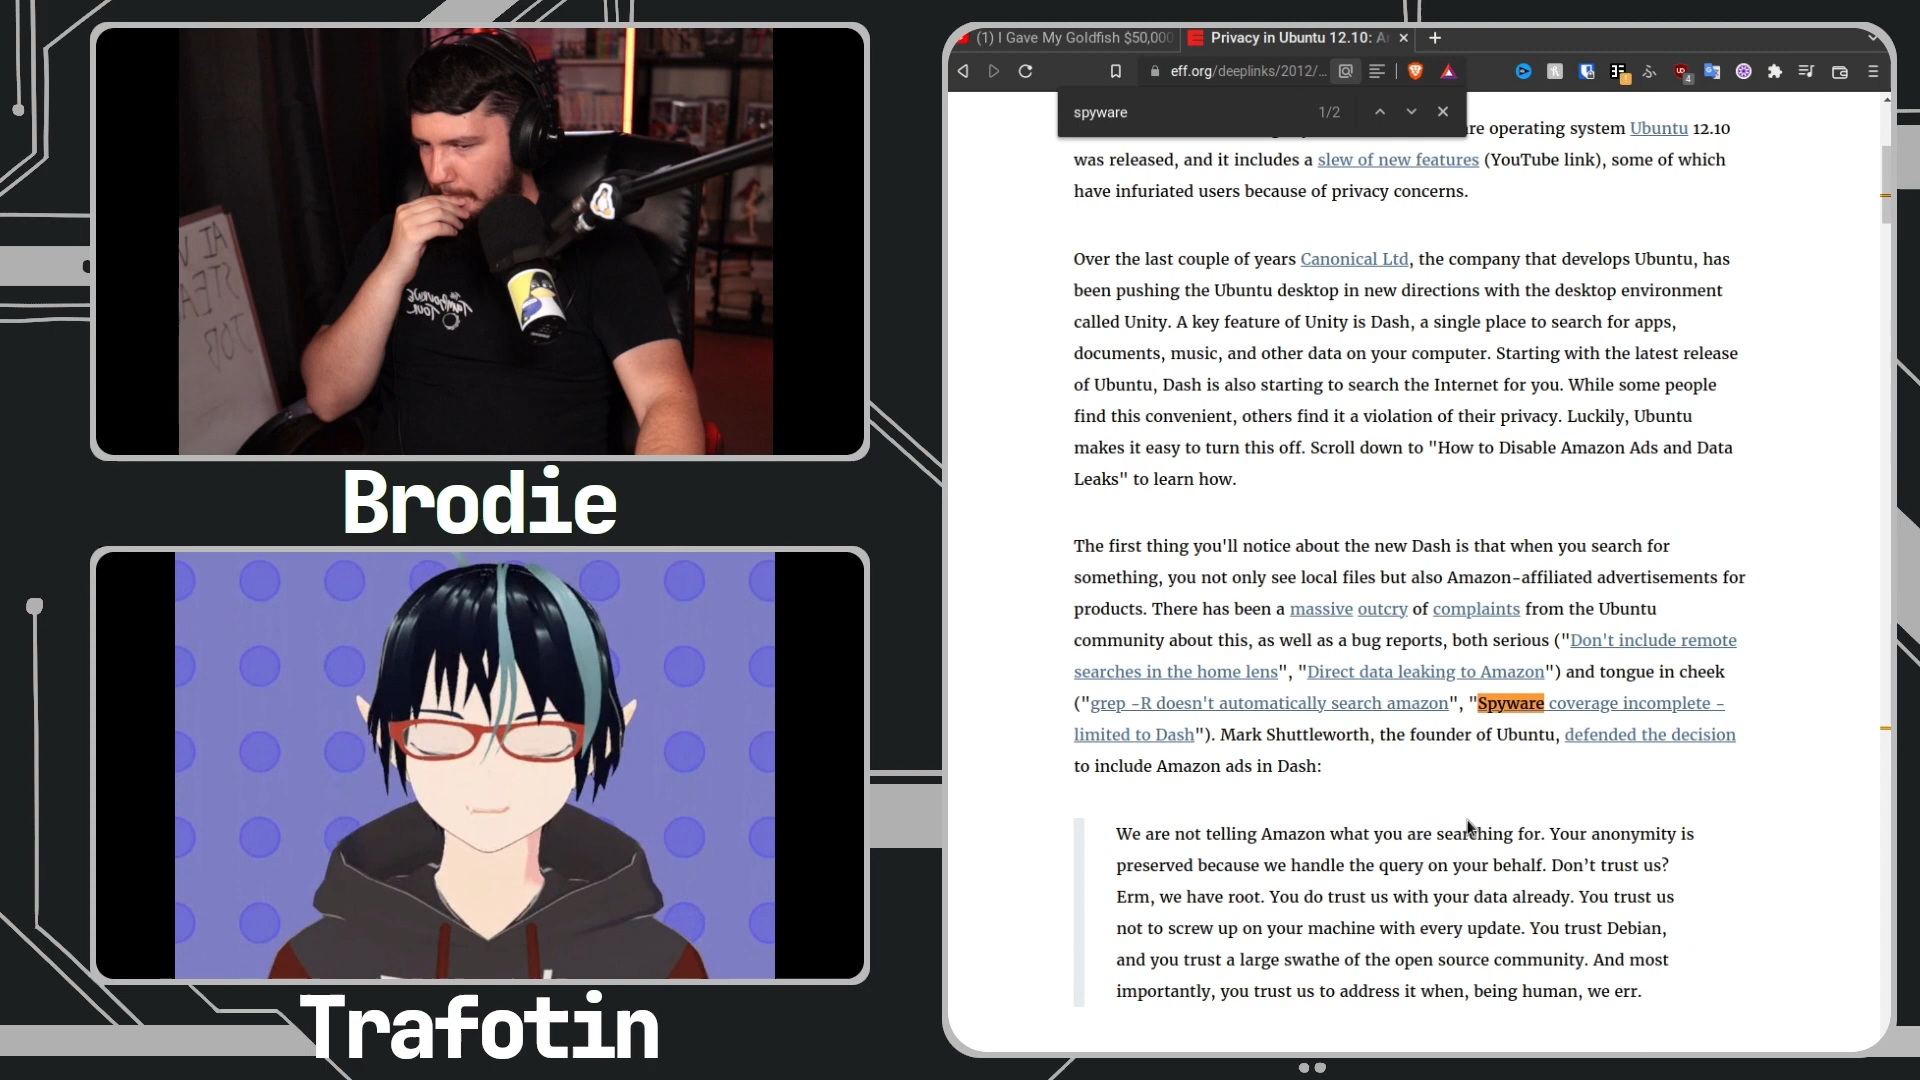 AI W
STEA
JOB
Brodie
Trafotin
(1) I Gave My Goldfish $50,000
Privacy in Ubuntu 12.10: A
eff.org/deeplinks/2012/...
spyware
1/2
re operating system Ubuntu 12.10
was released, and it includes a slew of new features (YouTube link), some of which
have infuriated users because of privacy concerns.
Over the last couple of years Canonical Ltd, the company that develops Ubuntu, has
been pushing the Ubuntu desktop in new directions with the desktop environment
called Unity. A key feature of Unity is Dash, a single place to search for apps,
documents, music, and other data on your computer. Starting with the latest release
of Ubuntu, Dash is also starting to search the Internet for you. While some people
find this convenient, others find it a violation of their privacy. Luckily, Ubuntu
makes it easy to turn this off. Scroll down to "How to Disable Amazon Ads and Data
Leaks" to learn how.
The first thing you'll notice about the new Dash is that when you search for
something, you not only see local files but also Amazon-affiliated advertisements for
products. There has been a massive outcry of complaints from the Ubuntu
community about this, as well as a bug reports, both serious ("Don't include remote
searches in the home lens", "Direct data leaking to Amazon") and tongue in cheek
("grep -R doesn't automatically search amazon", "Spyware coverage incomplete -
limited to Dash"). Mark Shuttleworth, the founder of Ubuntu, defended the decision
to include Amazon ads in Dash:
We are not telling Amazon what you are searching for. Your anonymity is
preserved because we handle the query on your behalf. Don’t trust us?
Erm, we have root. You do trust us with your data already. You trust us
not to screw up on your machine with every update. You trust Debian,
and you trust a large swathe of the open source community. And most
importantly, you trust us to address it when, being human, we err.